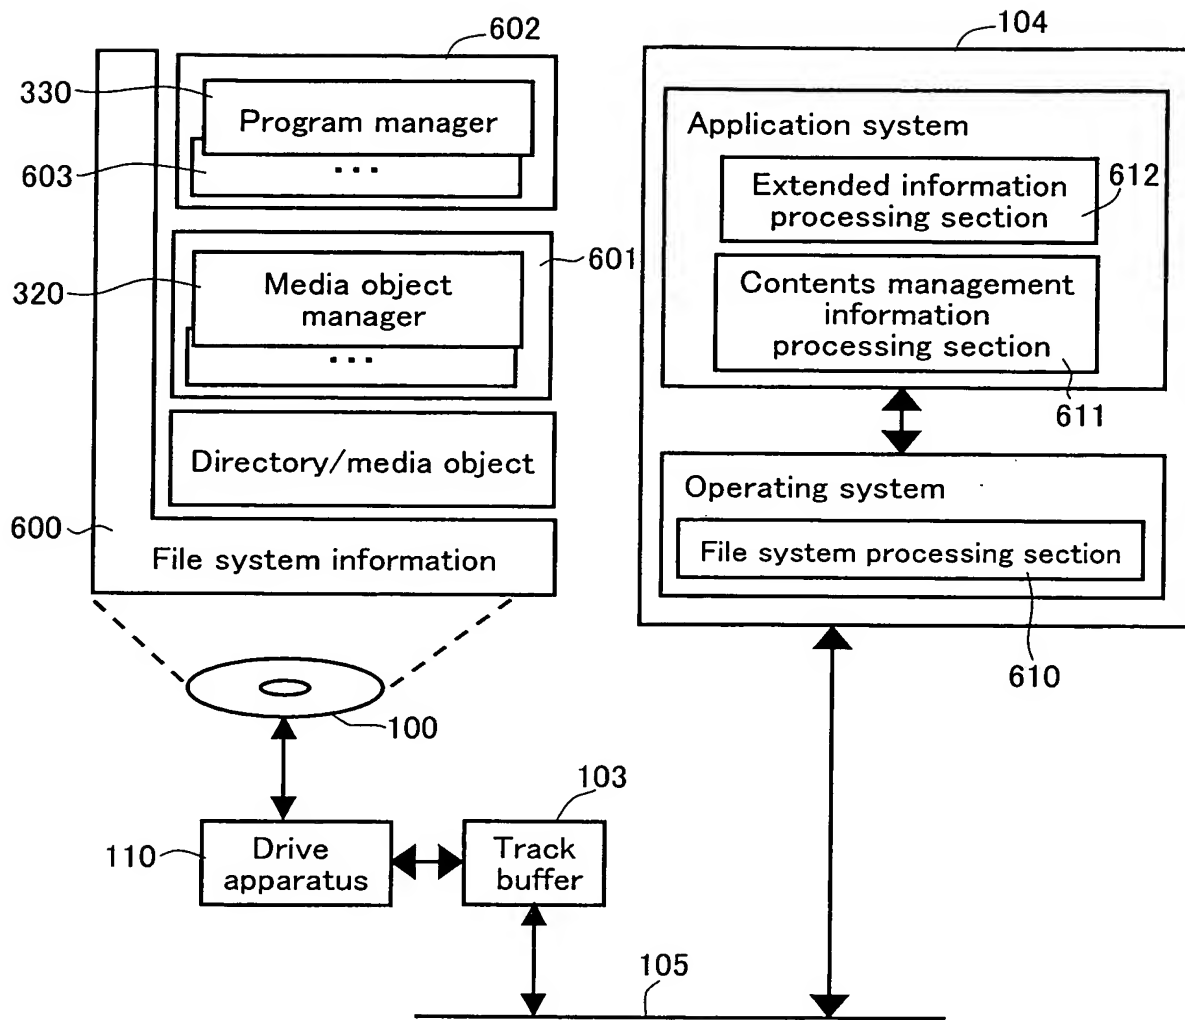 602
330
Program manager
603
...
601
320
Media object
manager
...
Directory/media object
600
File system information
100
110
Drive
apparatus
103
Track
buffer
105
104
Application system
612
Extended information
processing section
Contents management
information
processing section
611
Operating system
File system processing section
610